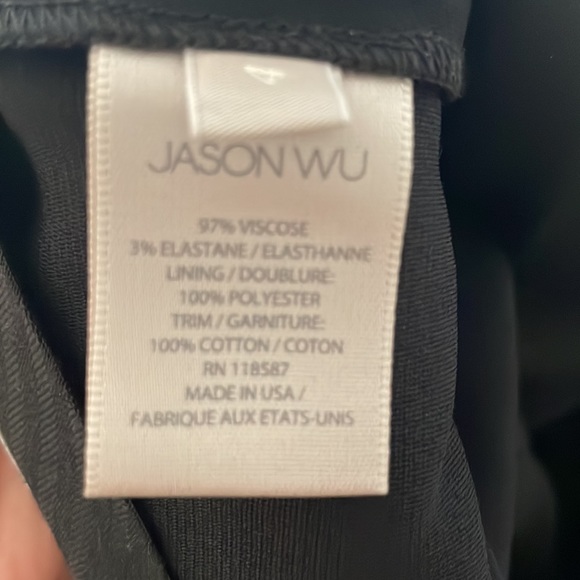 4
JASON WU
97% VISCOSE
3% ELASTANE / ELASTHANNE
LINING / DOUBLURE:
100% POLYESTER
TRIM / GARNITURE:
100% COTTON / COTON
RN 118587
MADE IN USA /
FABRIQUE AUX ETATS-UNIS